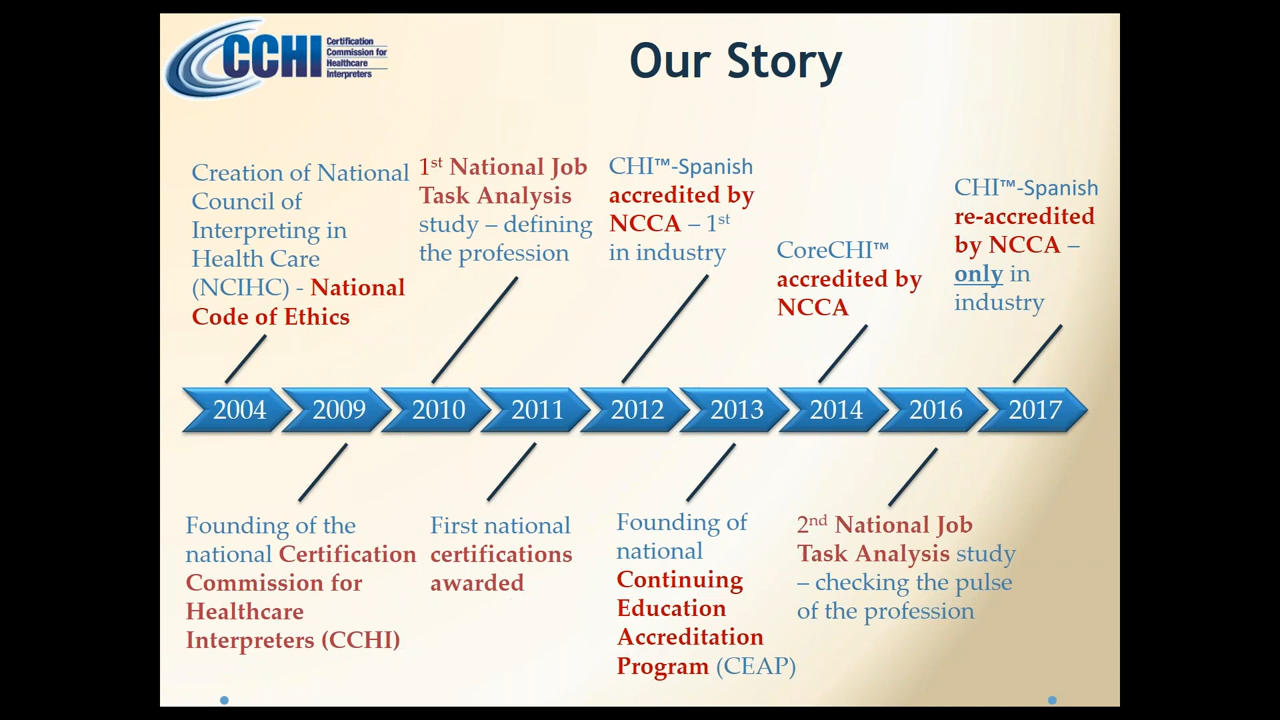 CCHI
Certification
Commission for
Healthcare
Interpreters
Our Story
Creation of National
Council of
Interpreting in
Health Care
(NCIHC) - National
Code of Ethics
1st National Job
Task Analysis
study – defining
the profession
CHI™-Spanish
accredited by
NCCA – 1st
in industry
CoreCHI™
accredited by
NCCA
CHI™-Spanish
re-accredited
by NCCA –
only in
industry
2004 2009 2010 2011 2012 2013 2014 2016 2017
Founding of the
national Certification
Commission for
Healthcare
Interpreters (CCHI)
First national
certifications
awarded
Founding of
national
Continuing
Education
Accreditation
Program (CEAP)
2nd National Job
Task Analysis study
– checking the pulse
of the profession